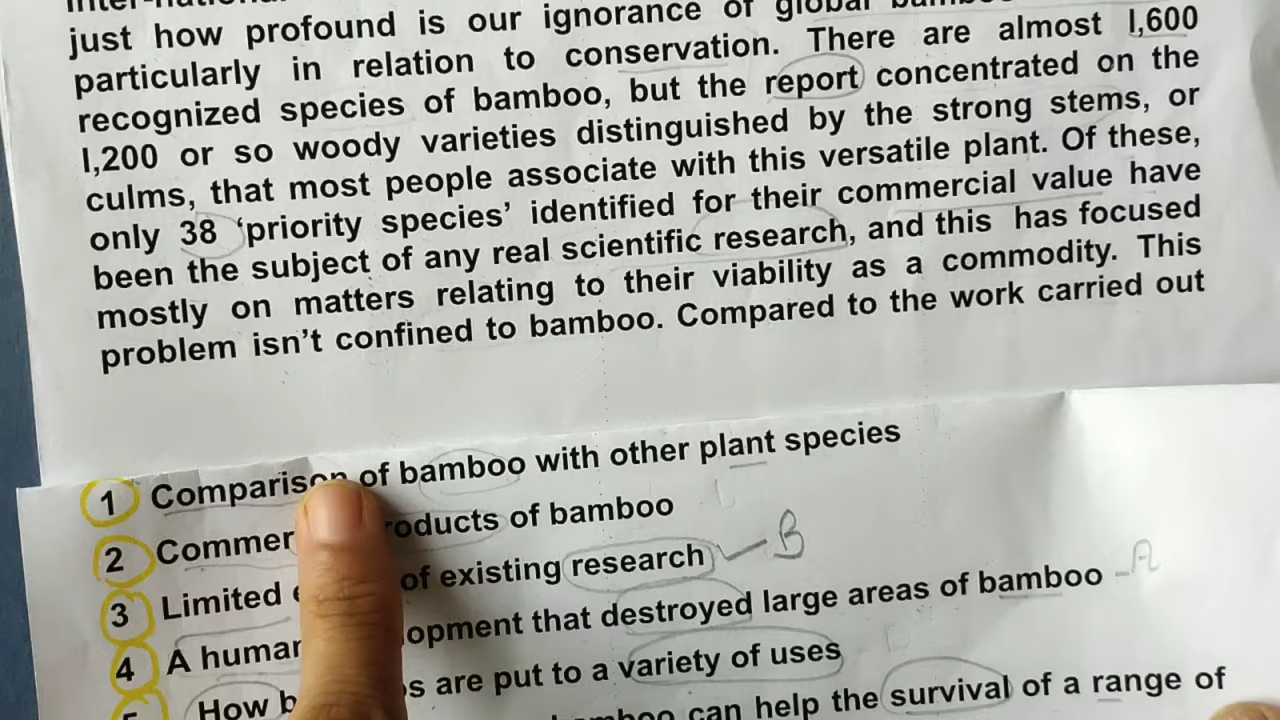 just how profound is our ignorance of global
particularly in relation to conservation. There are almost 1,600
recognized species of bamboo, but the report concentrated on the
1,200 or so woody varieties distinguished by the strong stems, or
culms, that most people associate with this versatile plant. Of these,
only 38 ‘priority species’ identified for their commercial value have
been the subject of any real scientific research, and this has focused
mostly on matters relating to their viability as a commodity. This
problem isn’t confined to bamboo. Compared to the work carried out
1 Comparison of bamboo with other plant species
2 of bamboo
3 Limited of existing research B
4 A that destroyed large areas of bamboo A
How are put to a variety of uses
can help the survival of a range of